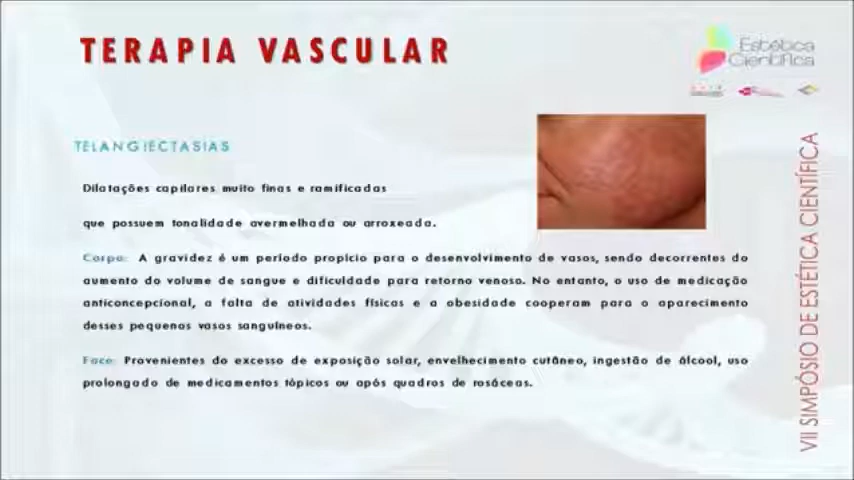 TERAPIA VASCULAR
Estética
Científica
TELANGIECTASIAS
Dilatações capilares muito finas e ramificadas
que possuem tonalidade avermelhada ou arroxeada.
Corpo: A gravidez é um período propício para o desenvolvimento de vasos, sendo decorrentes do
aumento do volume de sangue e dificuldade para retorno venoso. No entanto, o uso de medicação
anticoncepcional, a falta de atividades físicas e a obesidade cooperam para o aparecimento
desses pequenos vasos sanguíneos.
Face: Provenientes do excesso de exposição solar, envelhecimento cutâneo, ingestão de álcool, uso
prolongado de medicamentos tópicos ou após quadros de rosáceas.
VII SIMPÓSIO DE ESTÉTICA CIENTÍFICA